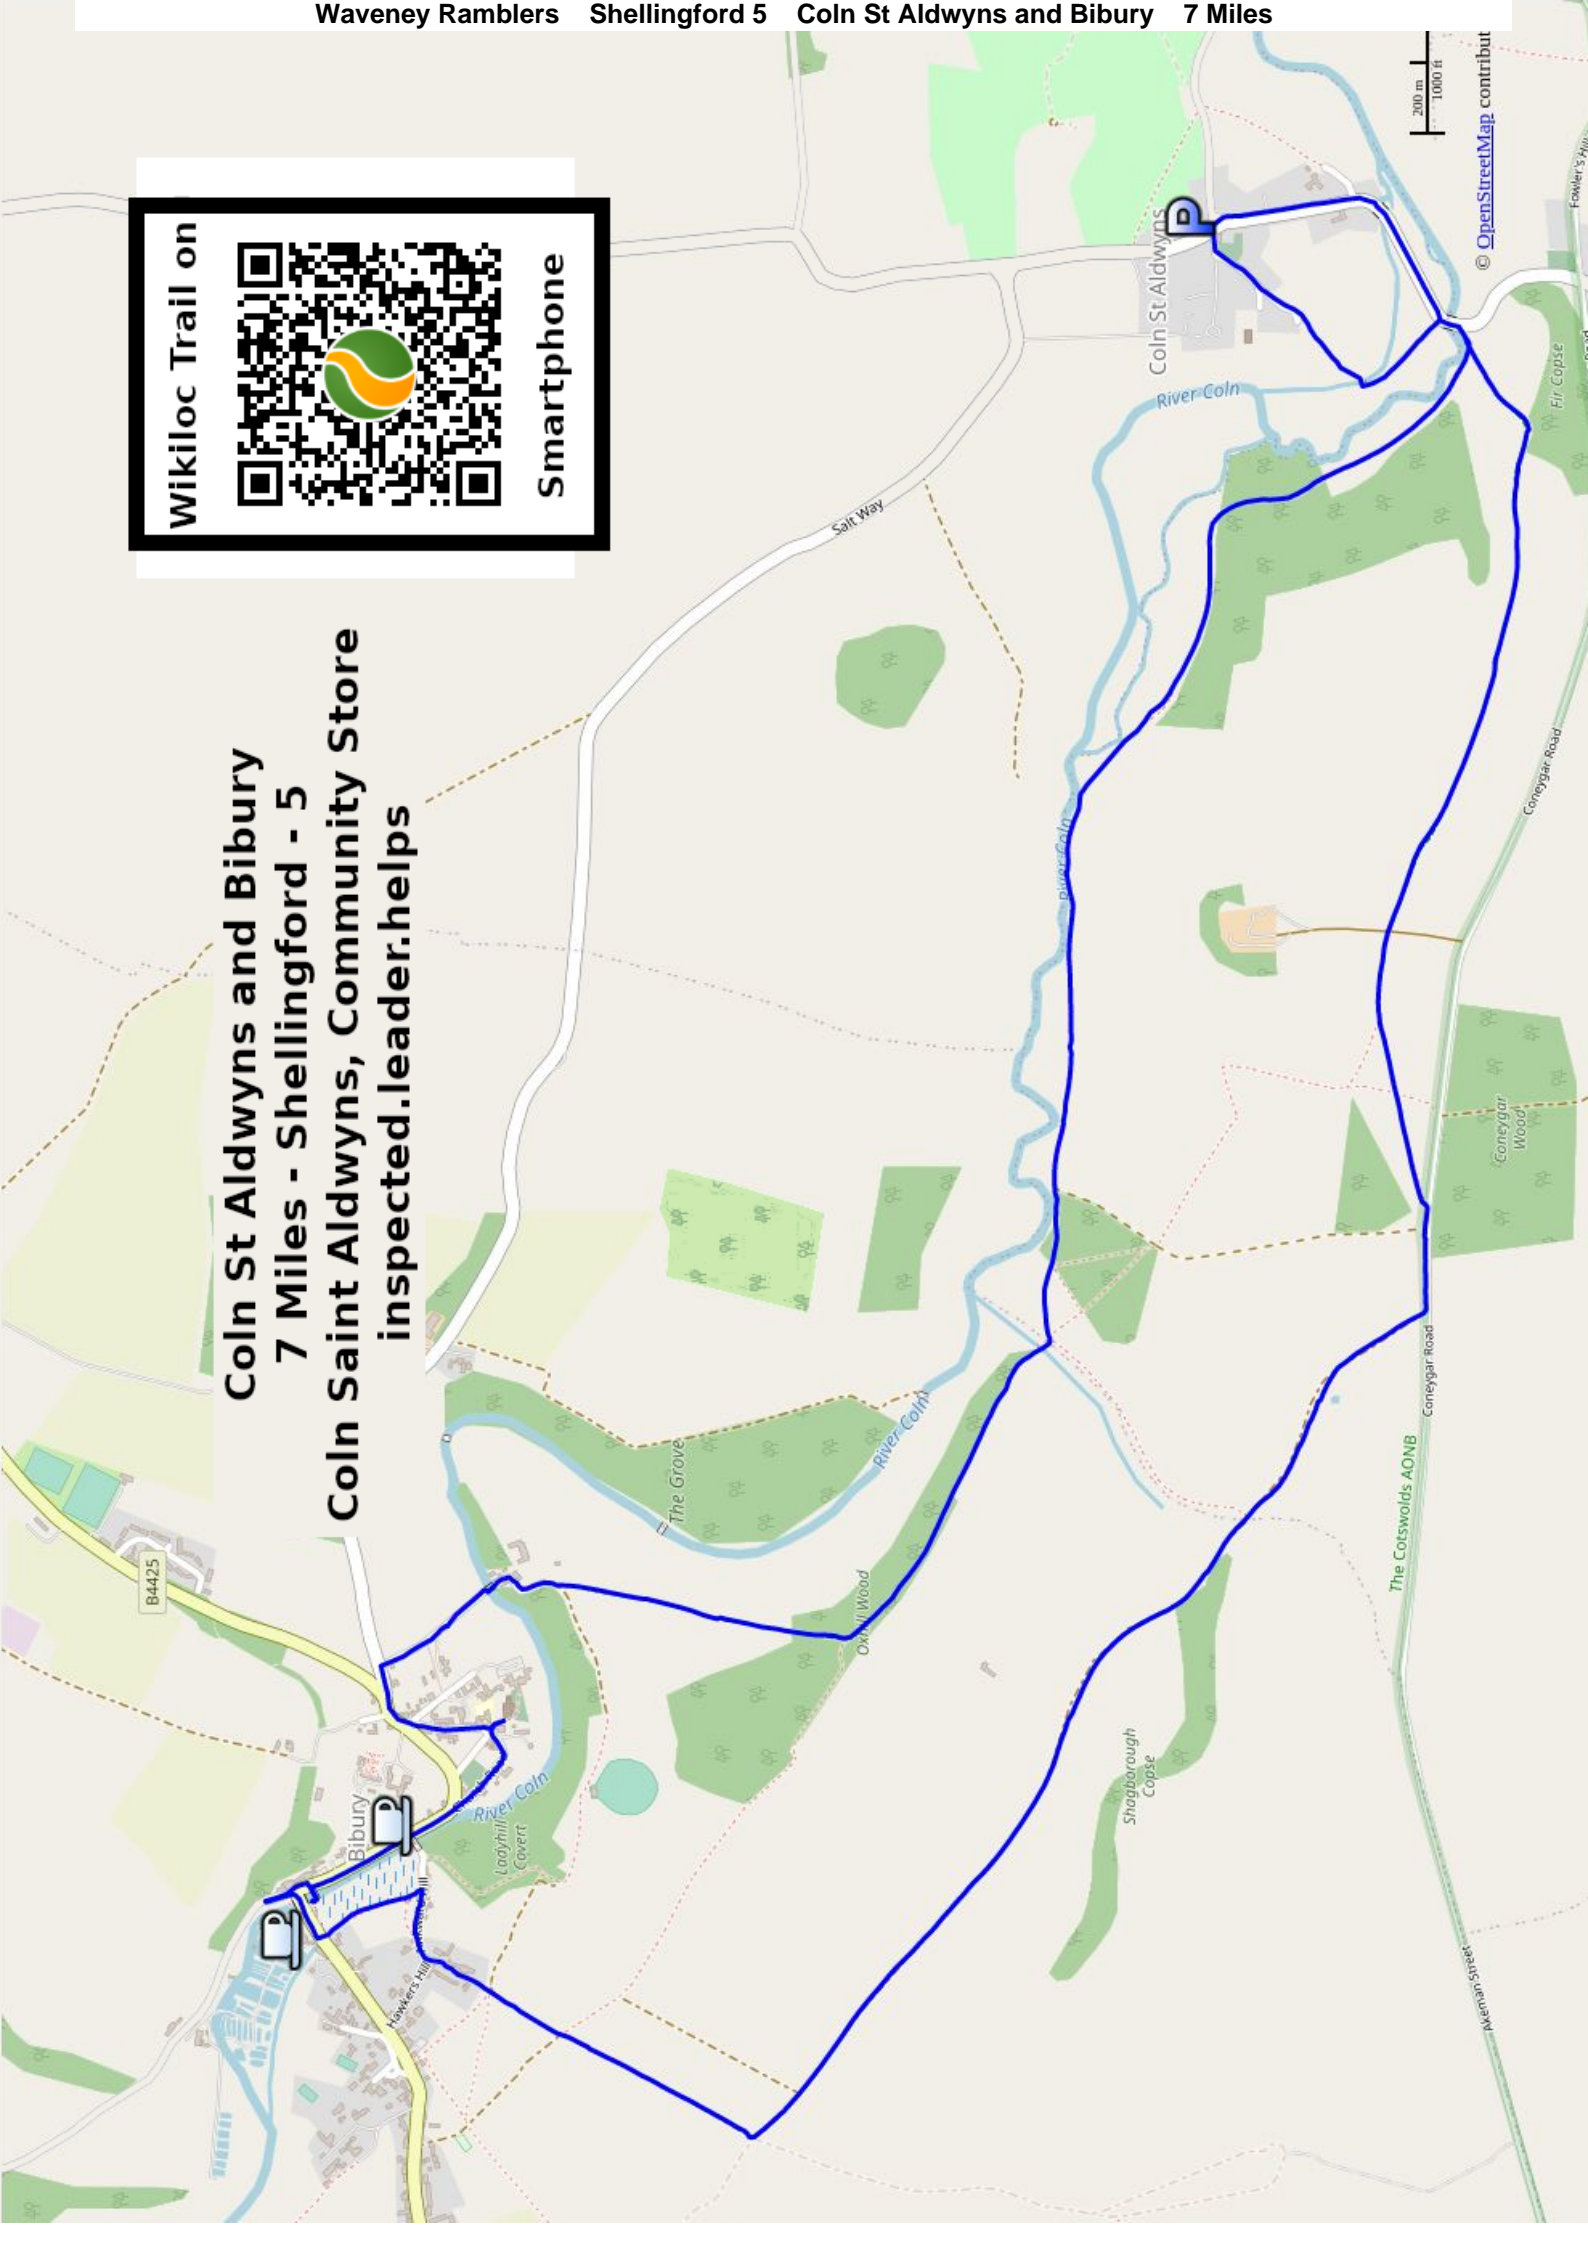 Waveney Ramblers Shellingford 5 Coln St Aldwyns and Bibury 7 Miles
Wikiloc Trail on
Smartphone
Coln St Aldwyns and Bibury
7 Miles - Shellingford - 5
Coln Saint Aldwyns, Community Store
inspected.leader.helps
200 m
1000 ft
© OpenStreetMap contribut
Fowler's Hill
Coln St Aldwyns
P
River Coln
Fir Copse
Road
Salt Way
River Coln
Coneygar Road
Coneygar
Wood
Coneygar Road
The Cotswolds AONB
River Coln
The Grove
Oxhill Wood
B4425
Shagborough
Copse
Bibury
River Coln
Ladyhill
Covert
Hawkers Hill
Akeman Street